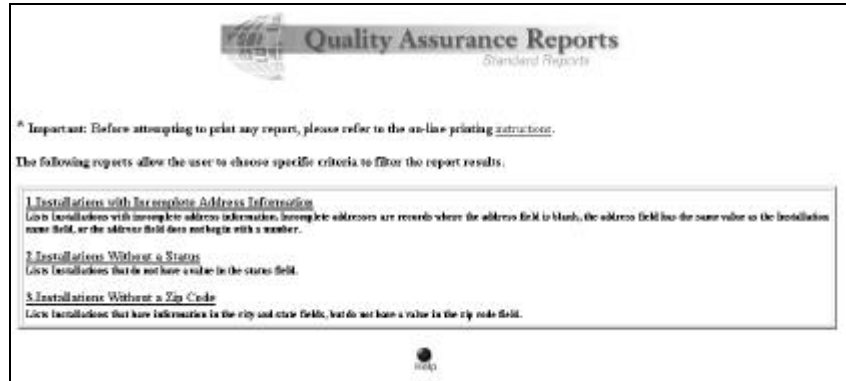 Quality Assurance Reports
Standard Reports
* Important: Before attempting to print any report, please refer to the on-line printing instructions.
The following reports allow the user to choose specific criteria to filter the report results.
1.Installations with Incomplete Address Information
Lists Installations with incomplete address information. Incomplete addresses are records where the address field is blank, the address field has the same value as the Installation
name field, or the address field does not begin with a number.
2.Installations Without a Status
Lists Installations that do not have a value in the status field.
3.Installations Without a Zip Code
Lists Installations that have information in the city and state fields, but do not have a value in the zip code field.
Help